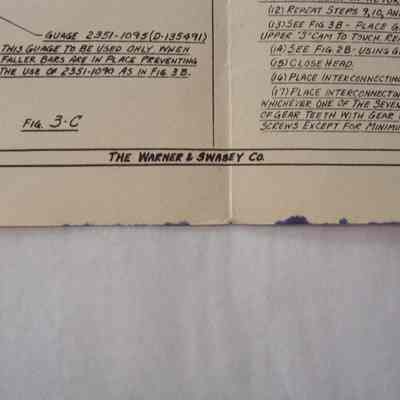 GUAGE 2351-1095 (D-135491)
THIS GUAGE TO BE USED ONLY WHEN
FALLER BARS ARE IN PLACE PREVENTING
THE USE OF 2351-1090 AS IN FIG 3B.
FIG. 3-C
(12) REPEAT STEPS 9, 10, AN
(13) SEE FIG 3B - PLACE G
UPPER "S" CAM TO TOUCH. RE
(14) SEE FIG. 2B - USING G
(15) CLOSE HEAD.
(16) PLACE INTERCONNECTING
(17) PLACE INTERCONNECTIN
WHICHEVER ONE OF THE SEVEN
OF GEAR TEETH WITH GEAR
SCREWS EXCEPT FOR MINIMU
THE WARNER & SWASEY CO.